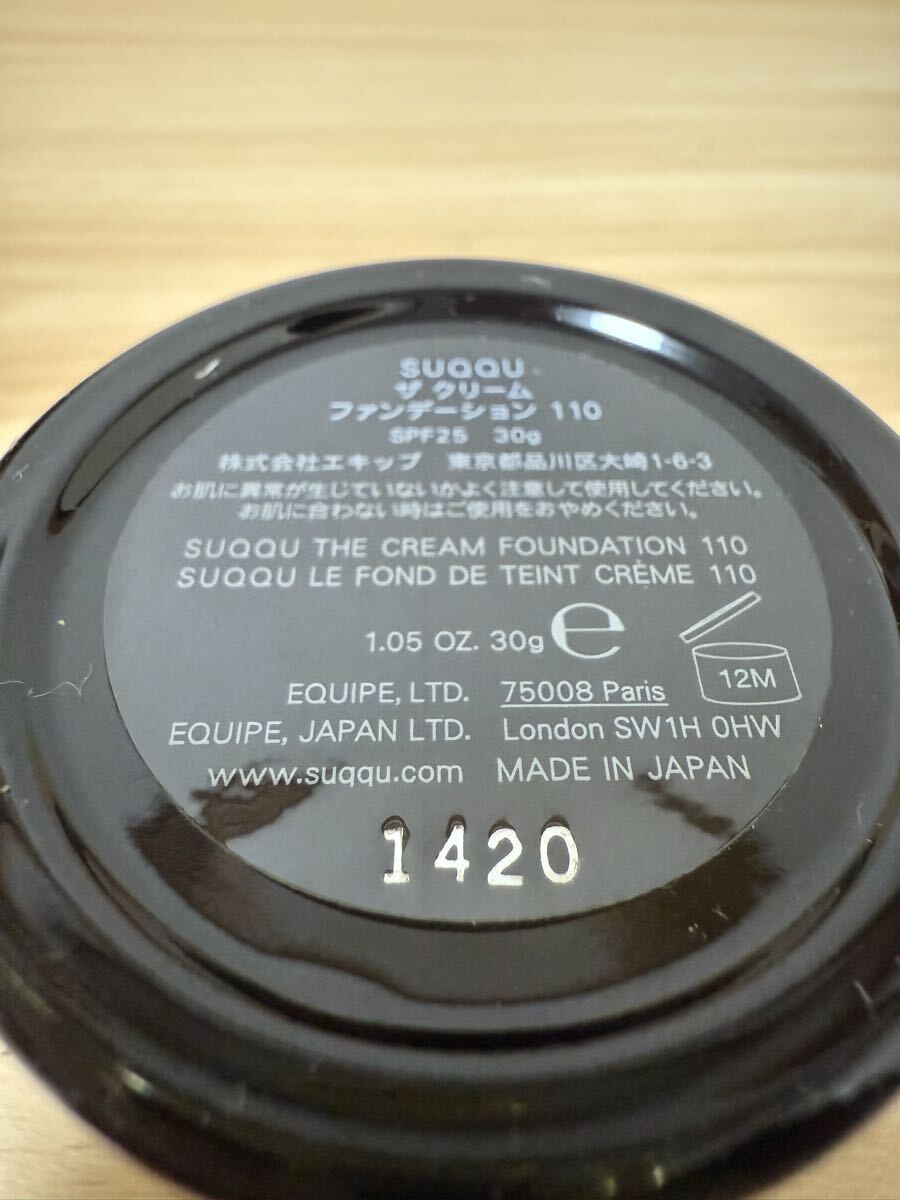 SUQQU
ザ クリーム
ファンデーション 110
SPF25 30g
株式会社エキップ 東京都品川区大崎1-6-3
お肌に異常が生じていないかよく注意して使用してください。
お肌に合わない時はご使用をおやめください。
SUQQU THE CREAM FOUNDATION 110
SUQQU LE FOND DE TEINT CRÈME 110
1.05 OZ. 30g e
12M
EQUIPE, LTD. 75008 Paris
EQUIPE, JAPAN LTD. London SW1H 0HW
www.suqqu.com MADE IN JAPAN
1420